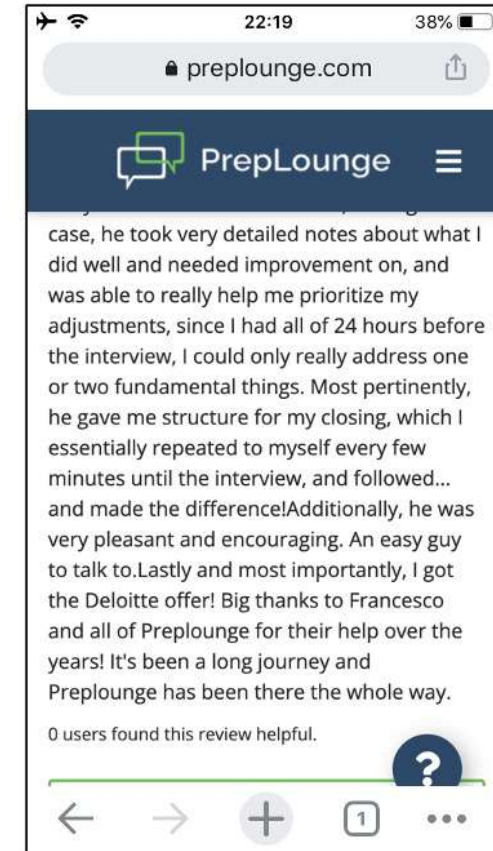 22:19
38%
preplounge.com
PrepLounge
case, he took very detailed notes about what I
did well and needed improvement on, and
was able to really help me prioritize my
adjustments, since I had all of 24 hours before
the interview, I could only really address one
or two fundamental things. Most pertinently,
he gave me structure for my closing, which I
essentially repeated to myself every few
minutes until the interview, and followed...
and made the difference!Additionally, he was
very pleasant and encouraging. An easy guy
to talk to.Lastly and most importantly, I got
the Deloitte offer! Big thanks to Francesco
and all of Preplounge for their help over the
years! It's been a long journey and
Preplounge has been there the whole way.
0 users found this review helpful.
?
1